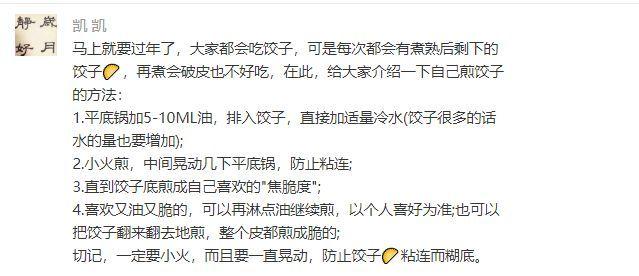 静 岁
好 月
凯 凯
马上就要过年了，大家都会吃饺子，可是每次都会有煮熟后剩下的
饺子🥟，再煮会破皮也不好吃，在此，给大家介绍一下自己煎饺子
的方法：
1.平底锅加5-10ML油，排入饺子，直接加适量冷水(饺子很多的话
水的量也要增加);
2.小火煎，中间晃动几下平底锅，防止粘连;
3.直到饺子底煎成自己喜欢的"焦脆度";
4.喜欢又油又脆的，可以再淋点油继续煎，以个人喜好为准;也可以
把饺子翻来翻去地煎，整个皮都煎成脆的;
切记，一定要小火，而且要一直晃动，防止饺子🥟粘连而糊底。